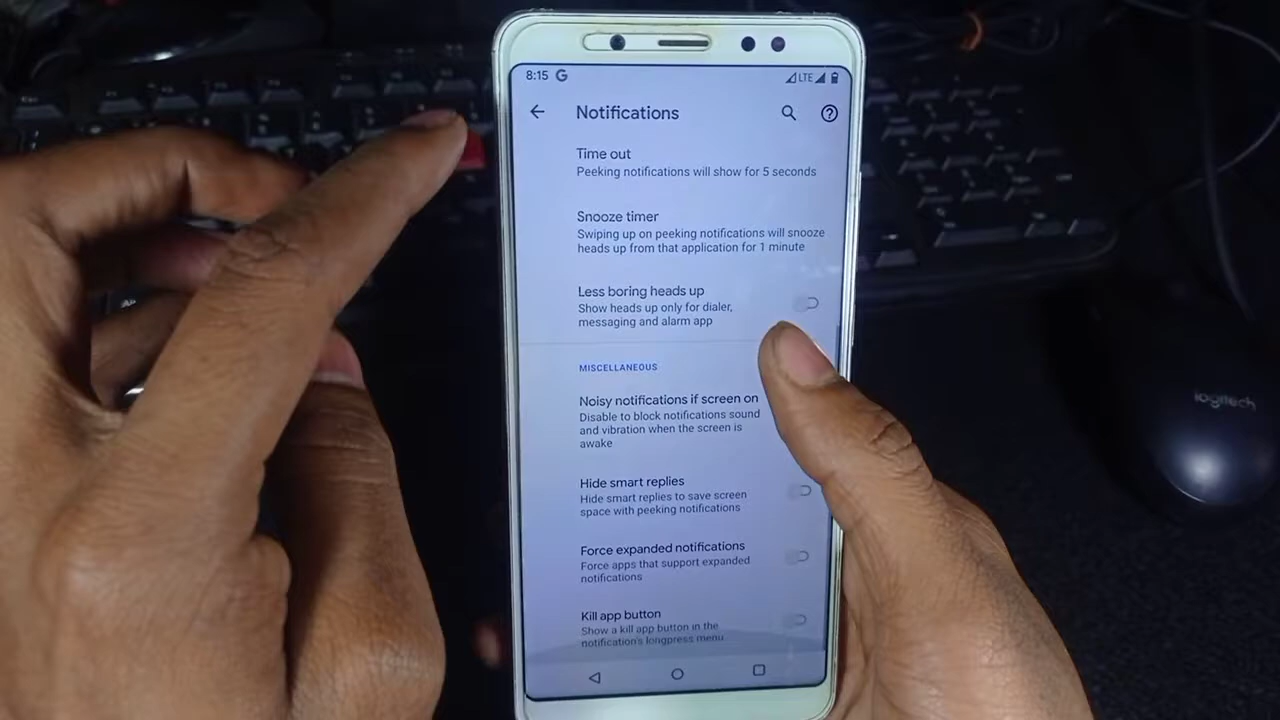 8:15 G LTE
Notifications
Time out
Peeking notifications will show for 5 seconds
Snooze timer
Swiping up on peeking notifications will snooze
heads up from that application for 1 minute
Less boring heads up
Show heads up only for dialer,
messaging and alarm app
MISCELLANEOUS
Noisy notifications if screen on
Disable to block notifications sound
and vibration when the screen is
awake
Hide smart replies
Hide smart replies to save screen
space with peeking notifications
Force expanded notifications
Force apps that support expanded
notifications
Kill app button
Show a kill app button in the
notification's longpress menu
logitech